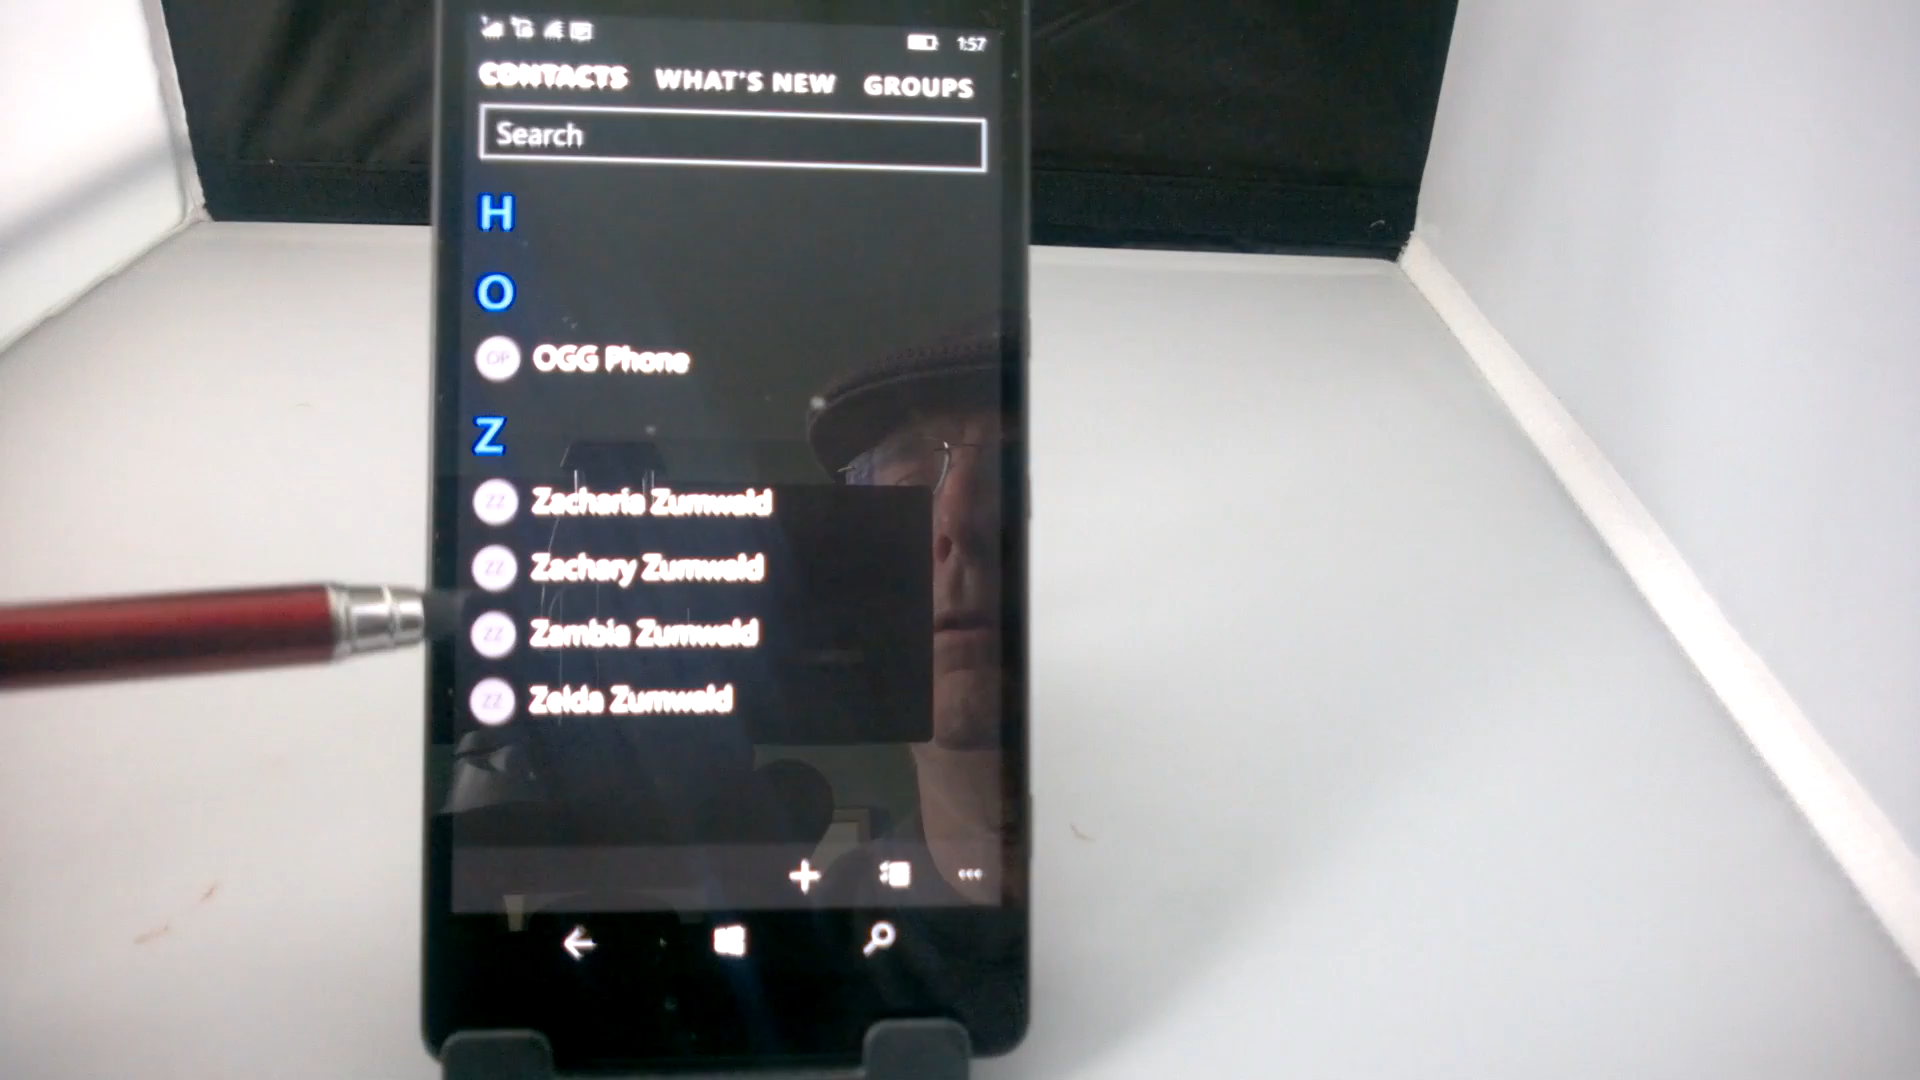 1:57
CONTACTS WHAT'S NEW GROUPS
Search
H
O
OP OGG Phone
Z
ZZ Zacharia Zumwald
ZZ Zachary Zumwald
ZZ Zambia Zumwald
ZZ Zelda Zumwald